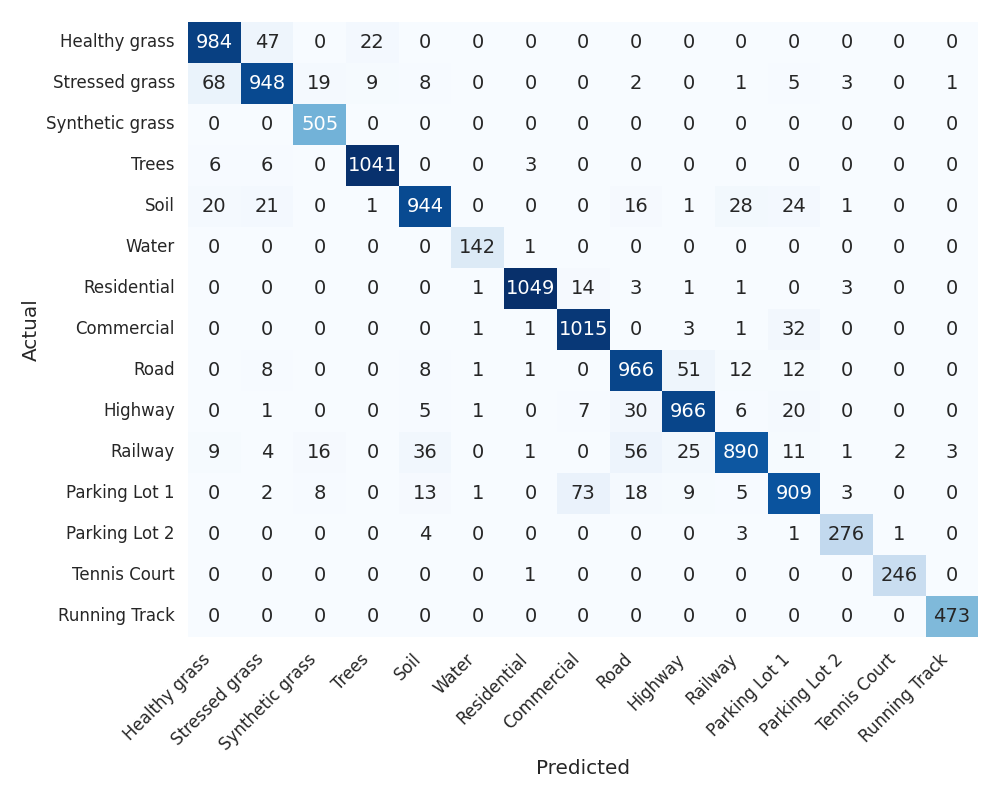 Healthy grass 984 47 0 22 0 0 0 0 0 0 0 0 0 0 0
Stressed grass 68 948 19 9 8 0 0 0 2 0 1 5 3 0 1
Synthetic grass 0 0 505 0 0 0 0 0 0 0 0 0 0 0 0
Trees 6 6 0 1041 0 0 3 0 0 0 0 0 0 0 0
Soil 20 21 0 1 944 0 0 0 16 1 28 24 1 0 0
Water 0 0 0 0 0 142 1 0 0 0 0 0 0 0 0
Residential 0 0 0 0 0 1 1049 14 3 1 1 0 3 0 0
Commercial 0 0 0 0 0 1 1 1015 0 3 1 32 0 0 0
Road 0 8 0 0 8 1 1 0 966 51 12 12 0 0 0
Highway 0 1 0 0 5 1 0 7 30 966 6 20 0 0 0
Railway 9 4 16 0 36 0 1 0 56 25 890 11 1 2 3
Parking Lot 1 0 2 8 0 13 1 0 73 18 9 5 909 3 0 0
Parking Lot 2 0 0 0 0 4 0 0 0 0 0 3 1 276 1 0
Tennis Court 0 0 0 0 0 0 1 0 0 0 0 0 0 246 0
Running Track 0 0 0 0 0 0 0 0 0 0 0 0 0 0 473
Actual
Healthy grass
Stressed grass
Synthetic grass
Trees
Soil
Water
Residential
Commercial
Road
Highway
Railway
Parking Lot 1
Parking Lot 2
Tennis Court
Running Track
Predicted